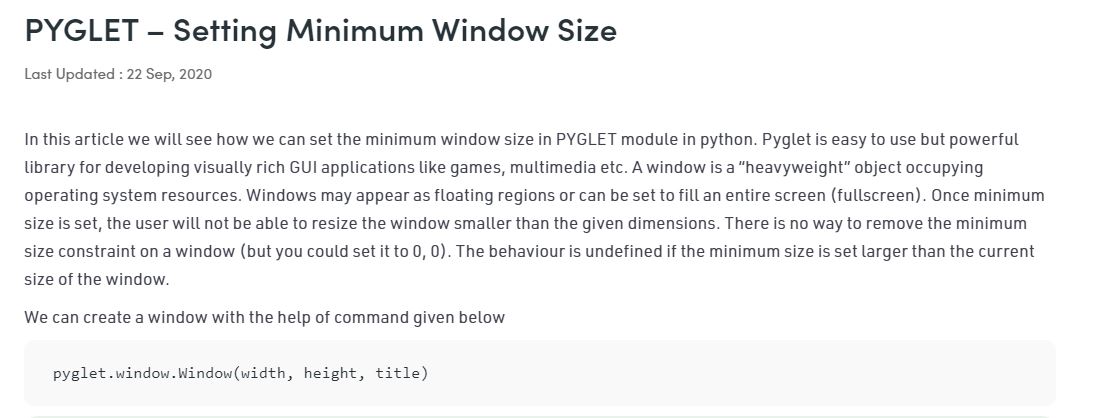 PYGLET – Setting Minimum Window Size
Last Updated : 22 Sep, 2020
In this article we will see how we can set the minimum window size in PYGLET module in python. Pyglet is easy to use but powerful
library for developing visually rich GUI applications like games, multimedia etc. A window is a “heavyweight” object occupying
operating system resources. Windows may appear as floating regions or can be set to fill an entire screen (fullscreen). Once minimum
size is set, the user will not be able to resize the window smaller than the given dimensions. There is no way to remove the minimum
size constraint on a window (but you could set it to 0, 0). The behaviour is undefined if the minimum size is set larger than the current
size of the window.
We can create a window with the help of command given below
pyglet.window.Window(width, height, title)